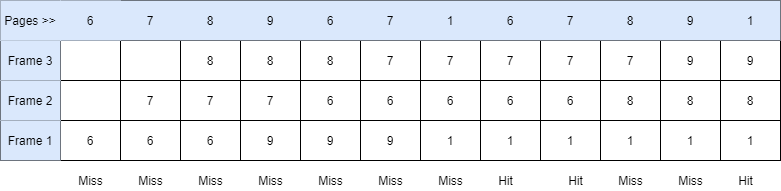 Pages >> 6 7 8 9 6 7 1 6 7 8 9 1
Frame 3 8 8 8 7 7 7 7 7 9 9
Frame 2 7 7 7 6 6 6 6 6 8 8 8
Frame 1 6 6 6 9 9 9 1 1 1 1 1 1
Miss Miss Miss Miss Miss Miss Miss Hit Hit Miss Miss Hit